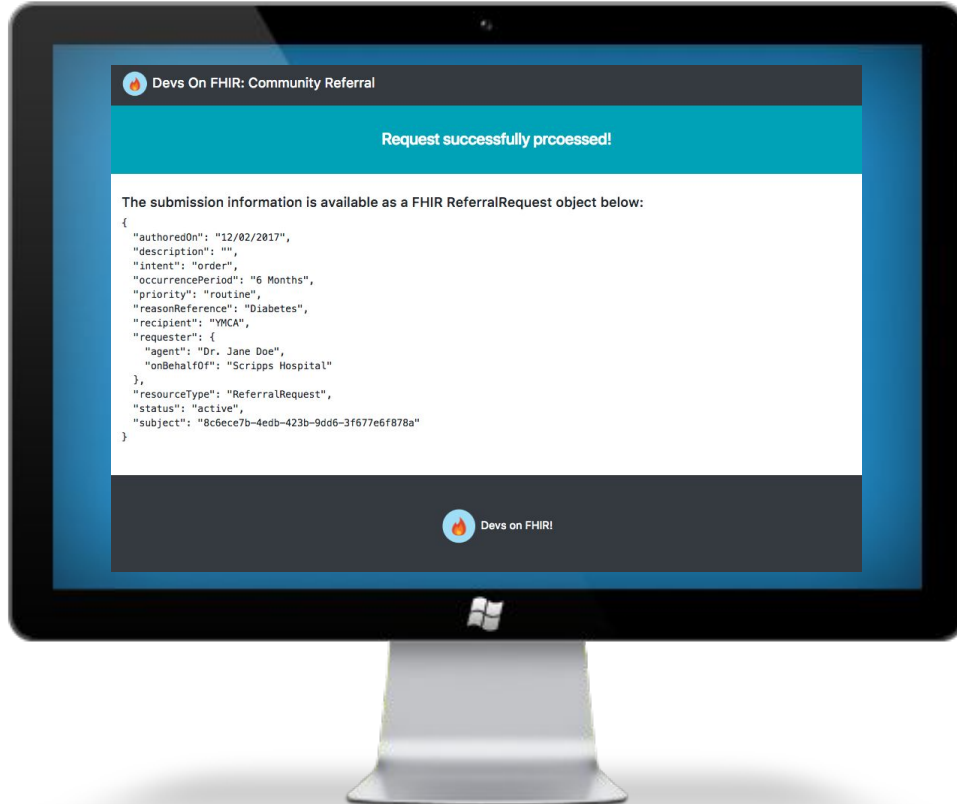 Devs On FHIR: Community Referral
Request successfully prcoessed!
The submission information is available as a FHIR ReferralRequest object below:
{
  "authoredOn": "12/02/2017",
  "description": "",
  "intent": "order",
  "occurrencePeriod": "6 Months",
  "priority": "routine",
  "reasonReference": "Diabetes",
  "recipient": "YMCA",
  "requester": {
    "agent": "Dr. Jane Doe",
    "onBehalfOf": "Scripps Hospital"
  },
  "resourceType": "ReferralRequest",
  "status": "active",
  "subject": "8c6ece7b-4edb-423b-9dd6-3f677e6f878a"
}
Devs on FHIR!